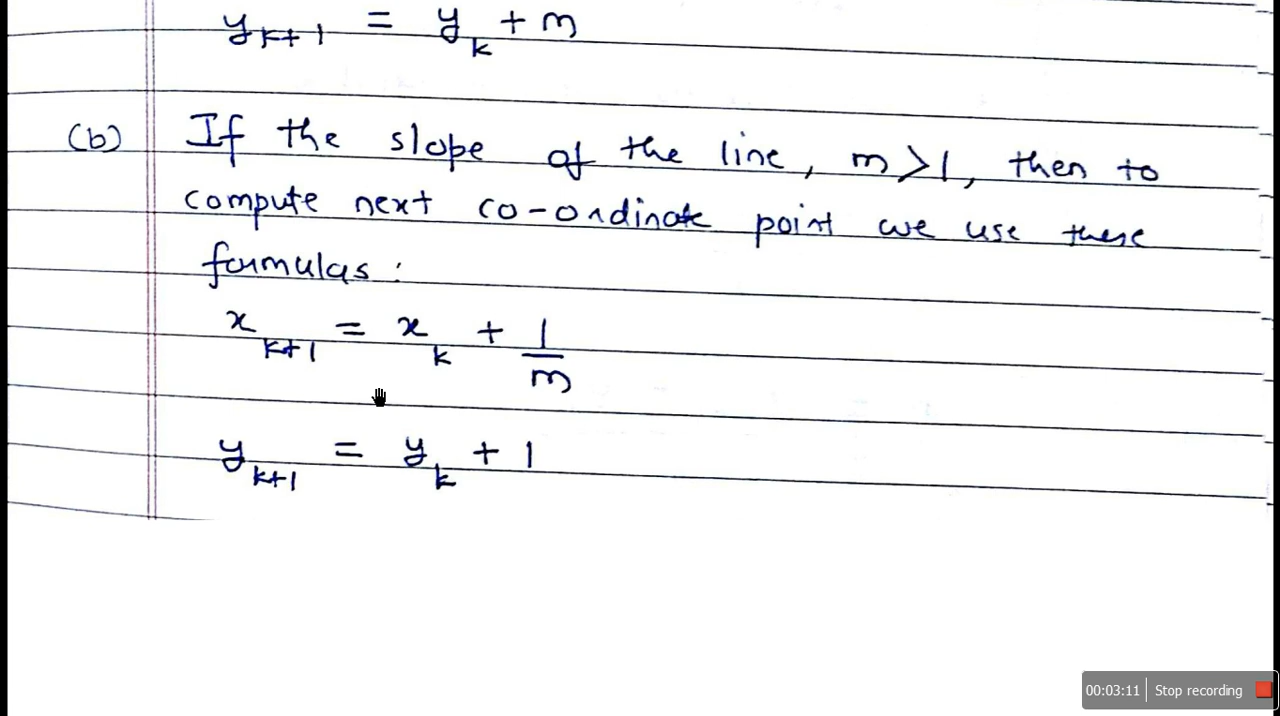 y k+1 = y k + m
(b) If the slope of the line, m > 1, then to
compute next co-ordinate point we use these
formulas :
x k+1 = x k + 1/m
y k+1 = y k + 1
00:03:11 | Stop recording